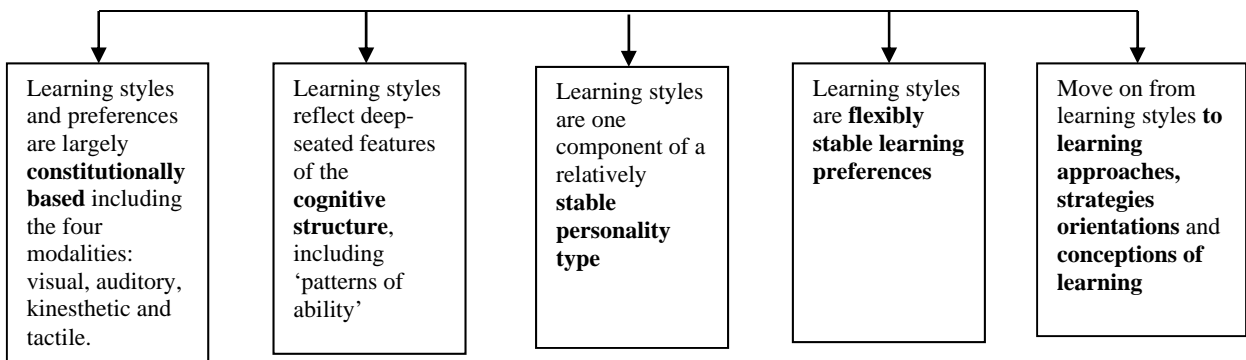 Learning styles
and preferences
are largely
constitutionally
based including
the four
modalities:
visual, auditory,
kinesthetic and
tactile.
Learning styles
reflect deep-
seated features
of the
cognitive
structure,
including
‘patterns of
ability’
Learning styles
are one
component of a
relatively
stable
personality
type
Learning styles
are flexibly
stable learning
preferences
Move on from
learning styles to
learning
approaches,
strategies
orientations and
conceptions of
learning